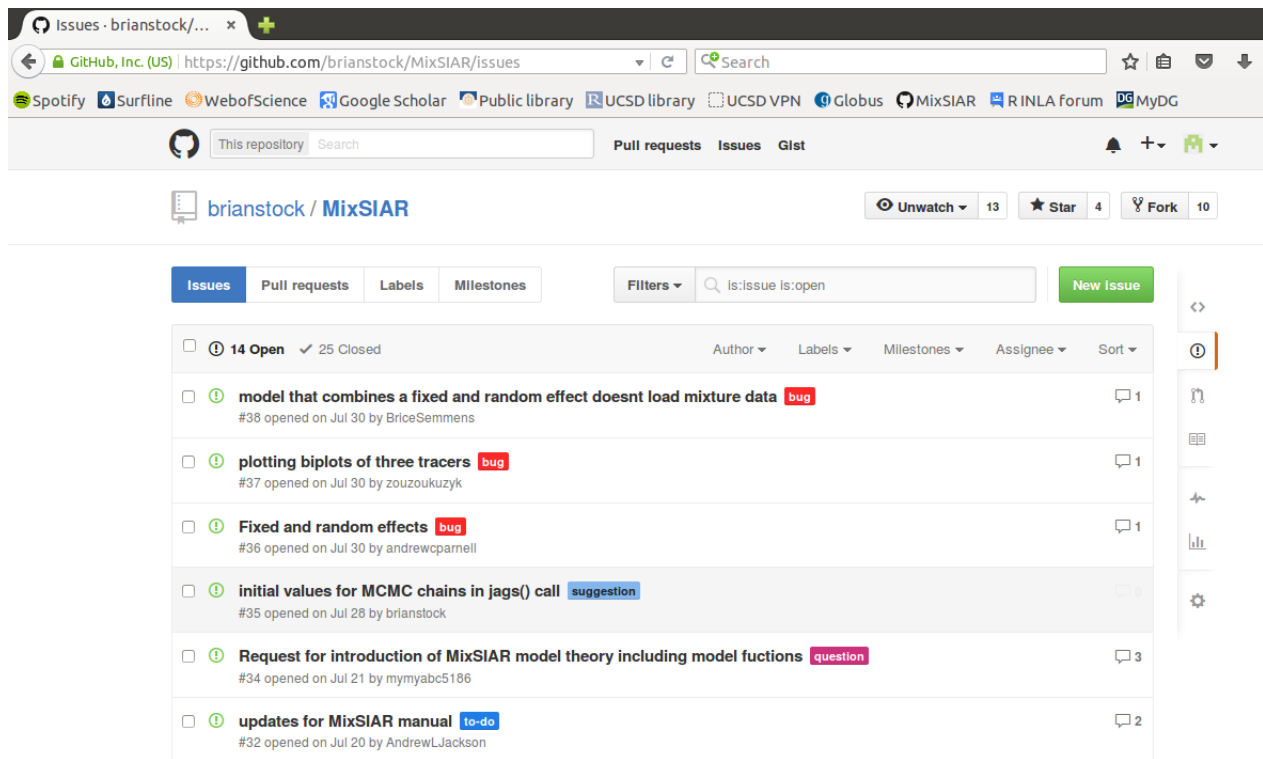 Issues · brianstock/... ×
GitHub, Inc. (US) https://github.com/brianstock/MixSIAR/issues Search
Spotify Surfline WebofScience Google Scholar Public library UCSD library UCSD VPN Globus MixSIAR R INLA forum MyDG
This repository Search Pull requests Issues Gist
brianstock / MixSIAR Unwatch 13 Star 4 Fork 10
Issues Pull requests Labels Milestones Filters is:issue is:open New issue
14 Open 25 Closed Author Labels Milestones Assignee Sort
model that combines a fixed and random effect doesnt load mixture data bug 1
#38 opened on Jul 30 by BriceSemmens
plotting biplots of three tracers bug 1
#37 opened on Jul 30 by zouzoukuzyk
Fixed and random effects bug 1
#36 opened on Jul 30 by andrewcparnell
initial values for MCMC chains in jags() call suggestion 0
#35 opened on Jul 28 by brianstock
Request for introduction of MixSIAR model theory including model fuctions question 3
#34 opened on Jul 21 by mymyabc5186
updates for MixSIAR manual to-do 2
#32 opened on Jul 20 by AndrewLJackson